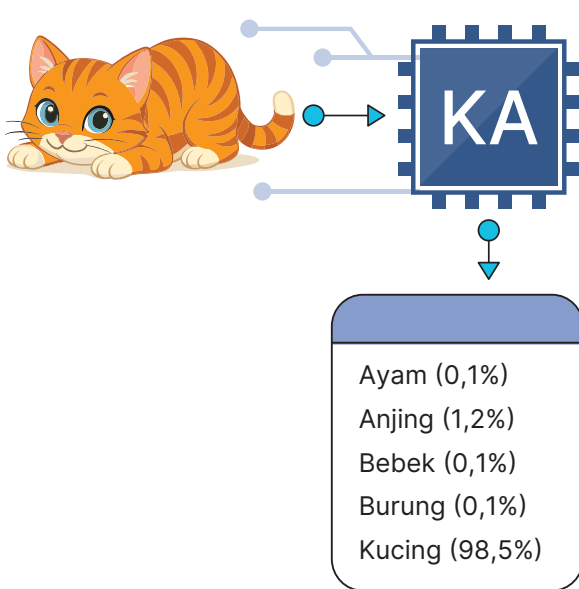 KA
Ayam (0,1%)
Anjing (1,2%)
Bebek (0,1%)
Burung (0,1%)
Kucing (98,5%)